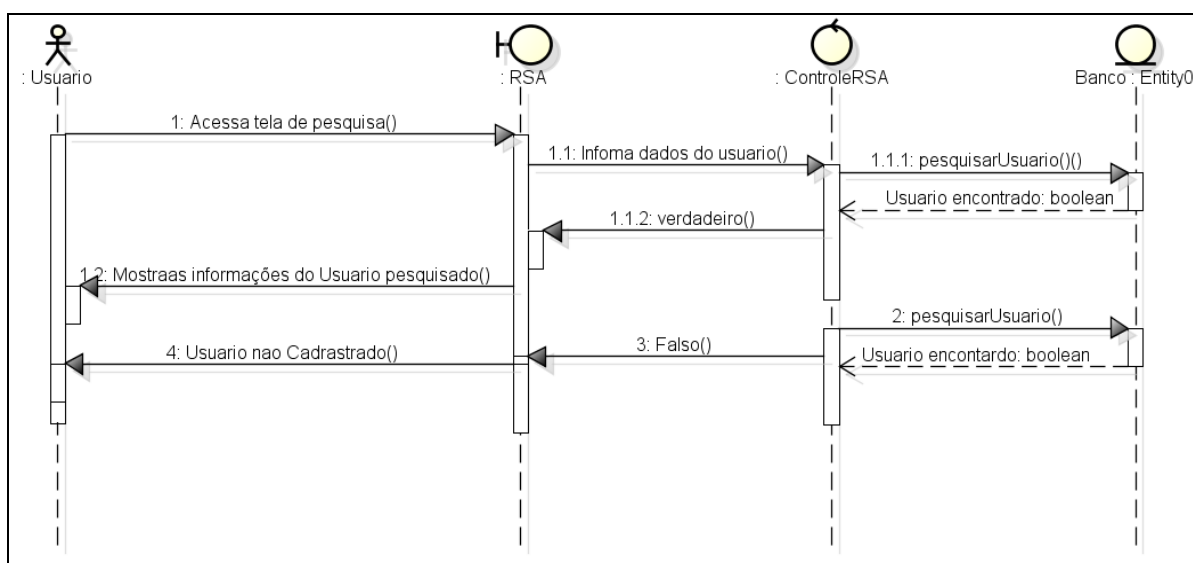 : Usuario
: RSA
: ControleRSA
Banco : Entity0
1: Acessa tela de pesquisa()
1.1: Infoma dados do usuario()
1.1.1: pesquisarUsuario()()
Usuario encontrado: boolean
1.1.2: verdadeiro()
1.2: Mostraas informações do Usuario pesquisado()
2: pesquisarUsuario()
3: Falso()
4: Usuario nao Cadrastrado()
Usuario encontardo: boolean